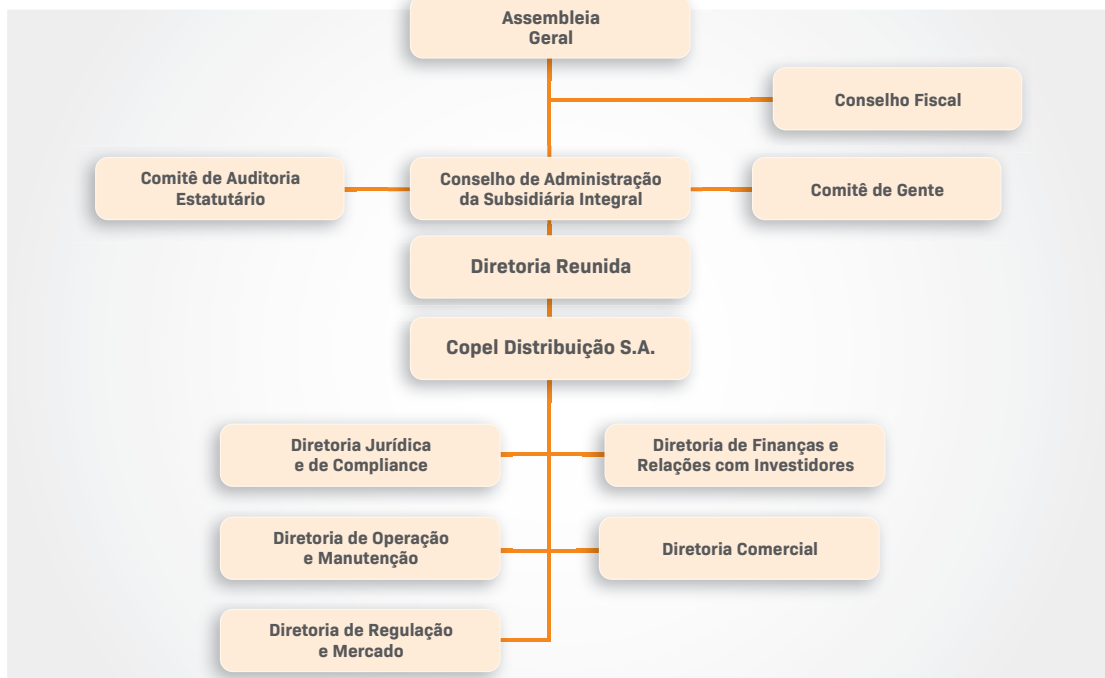 Assembleia
Geral
Conselho Fiscal
Comitê de Auditoria
Estatutário
Conselho de Administração
da Subsidiária Integral
Comitê de Gente
Diretoria Reunida
Copel Distribuição S.A.
Diretoria Jurídica
e de Compliance
Diretoria de Finanças e
Relações com Investidores
Diretoria de Operação
e Manutenção
Diretoria Comercial
Diretoria de Regulação
e Mercado